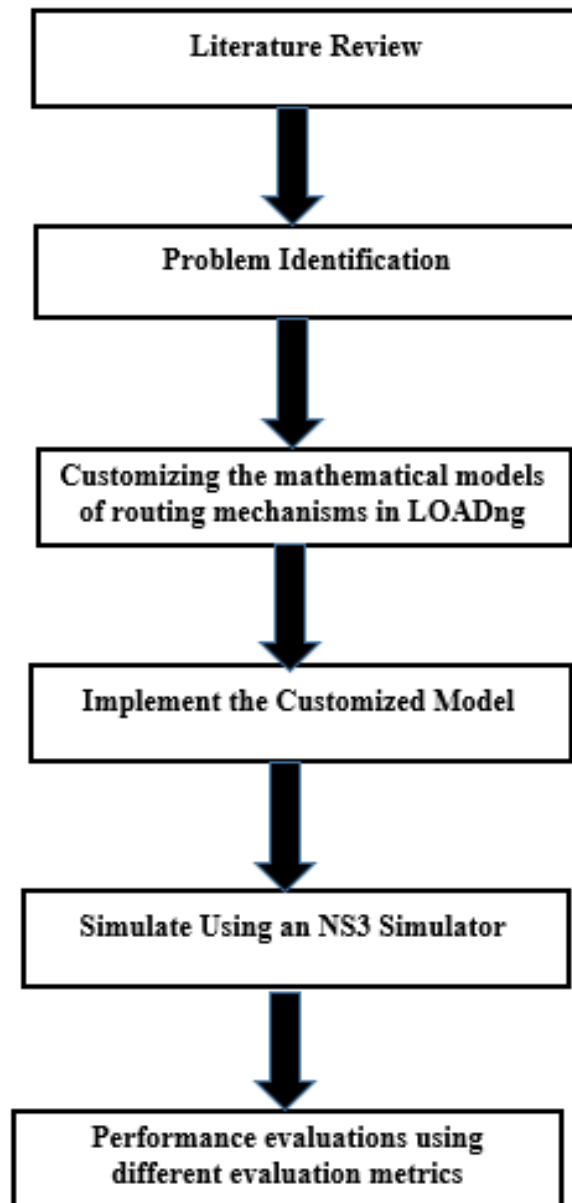 Literature Review
Problem Identification
Customizing the mathematical models
of routing mechanisms in LOADng
Implement the Customized Model
Simulate Using an NS3 Simulator
Performance evaluations using
different evaluation metrics